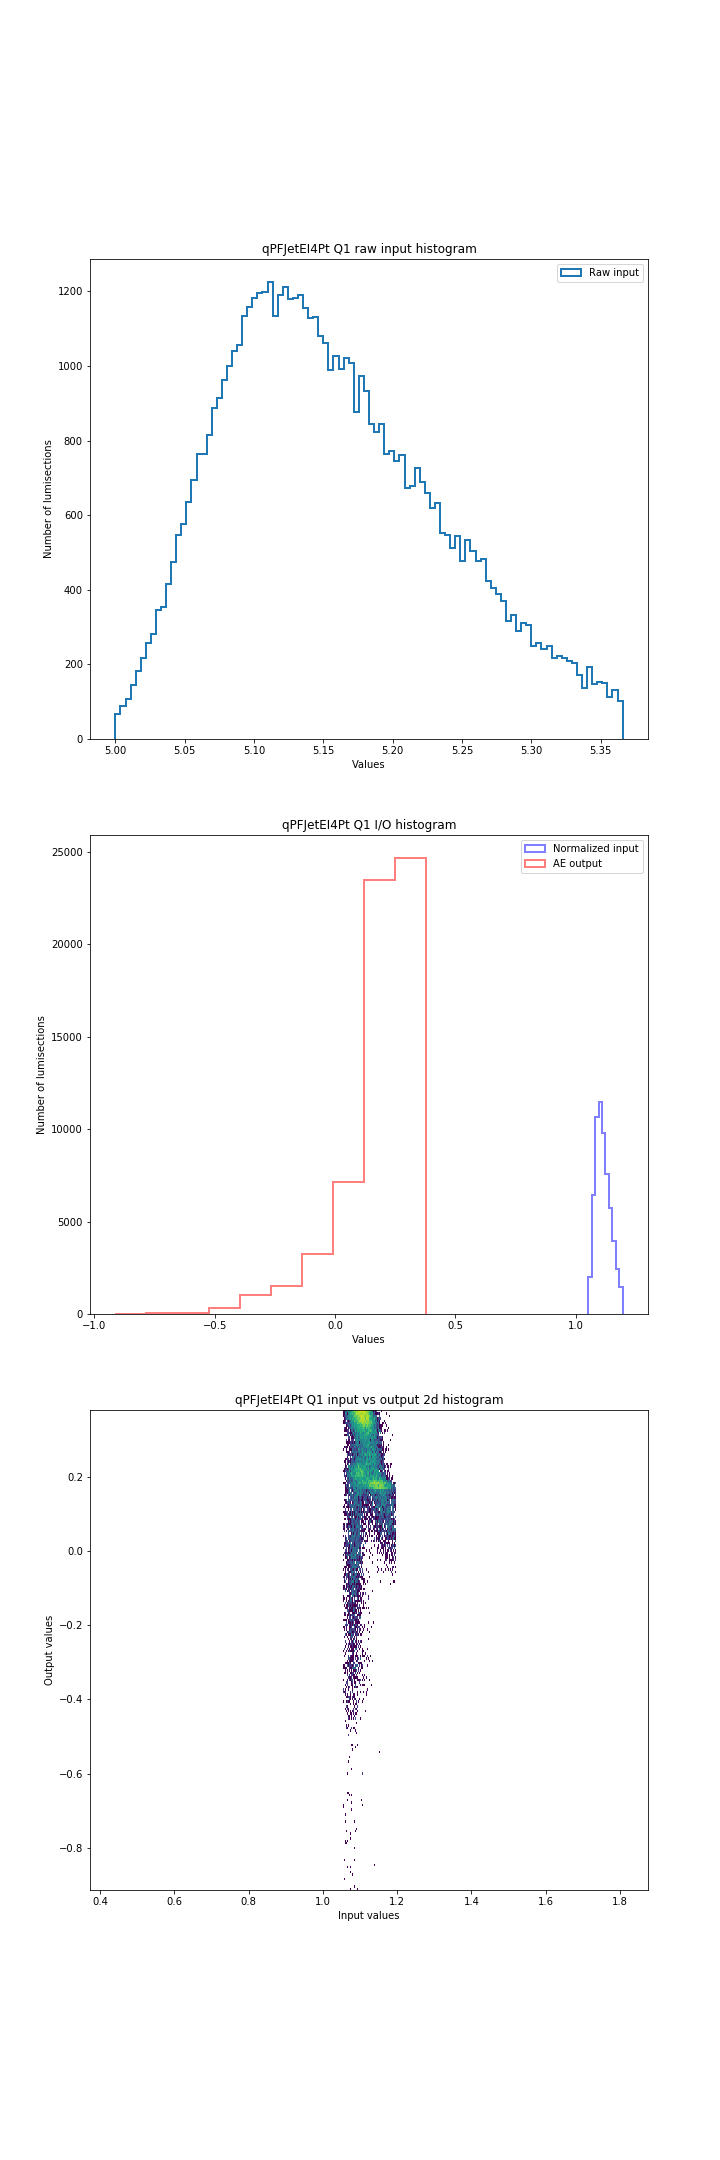 qPFJetEI4Pt Q1 raw input histogram
Raw input
1200
1000
800
600
400
200
0
Number of lumisections
5.00 5.05 5.10 5.15 5.20 5.25 5.30 5.35
Values
qPFJetEI4Pt Q1 I/O histogram
Normalized input
AE output
25000
20000
15000
10000
5000
0
Number of lumisections
−1.0 −0.5 0.0 0.5 1.0
Values
qPFJetEI4Pt Q1 input vs output 2d histogram
0.2
0.0
−0.2
−0.4
−0.6
−0.8
Output values
0.4 0.6 0.8 1.0 1.2 1.4 1.6 1.8
Input values